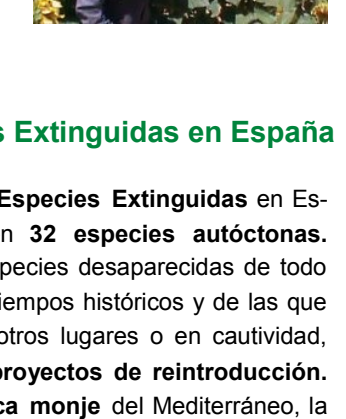 s Extinguidas en España
Especies Extinguidas en Es-
n 32 especies autóctonas.
pecies desaparecidas de todo
iempos históricos y de las que
otros lugares o en cautividad,
proyectos de reintroducción.
ca monje del Mediterráneo, la